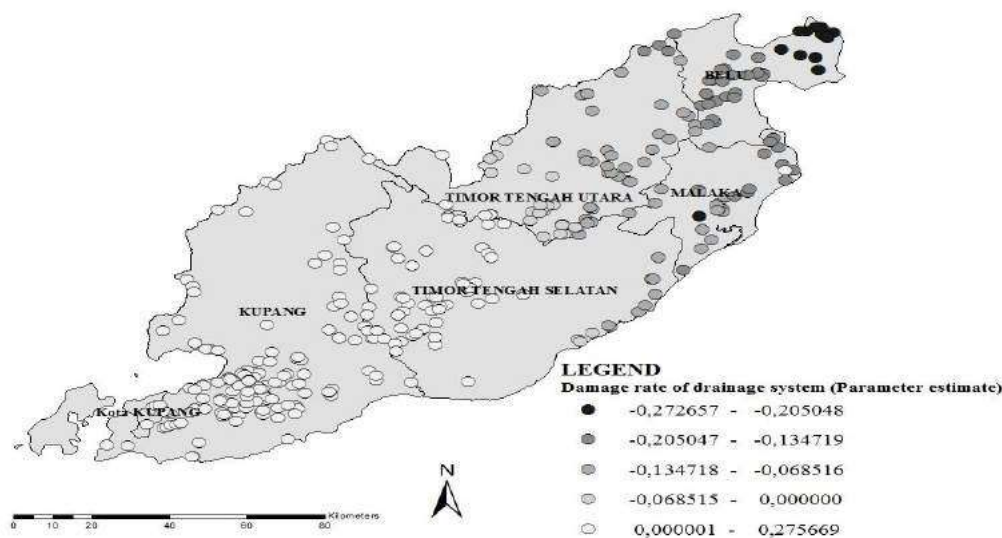 BELU
MALAKA
TIMOR TENGAH UTARA
TIMOR TENGAH SELATAN
KUPANG
Kota KUPANG
LEGEND
Damage rate of drainage system (Parameter estimate)
-0,272657 - -0,205048
-0,205047 - -0,134719
-0,134718 - -0,068516
-0,068515 - 0,000000
0,000001 - 0,275669
N
Kilometers
0 5 10 20 40 60 80